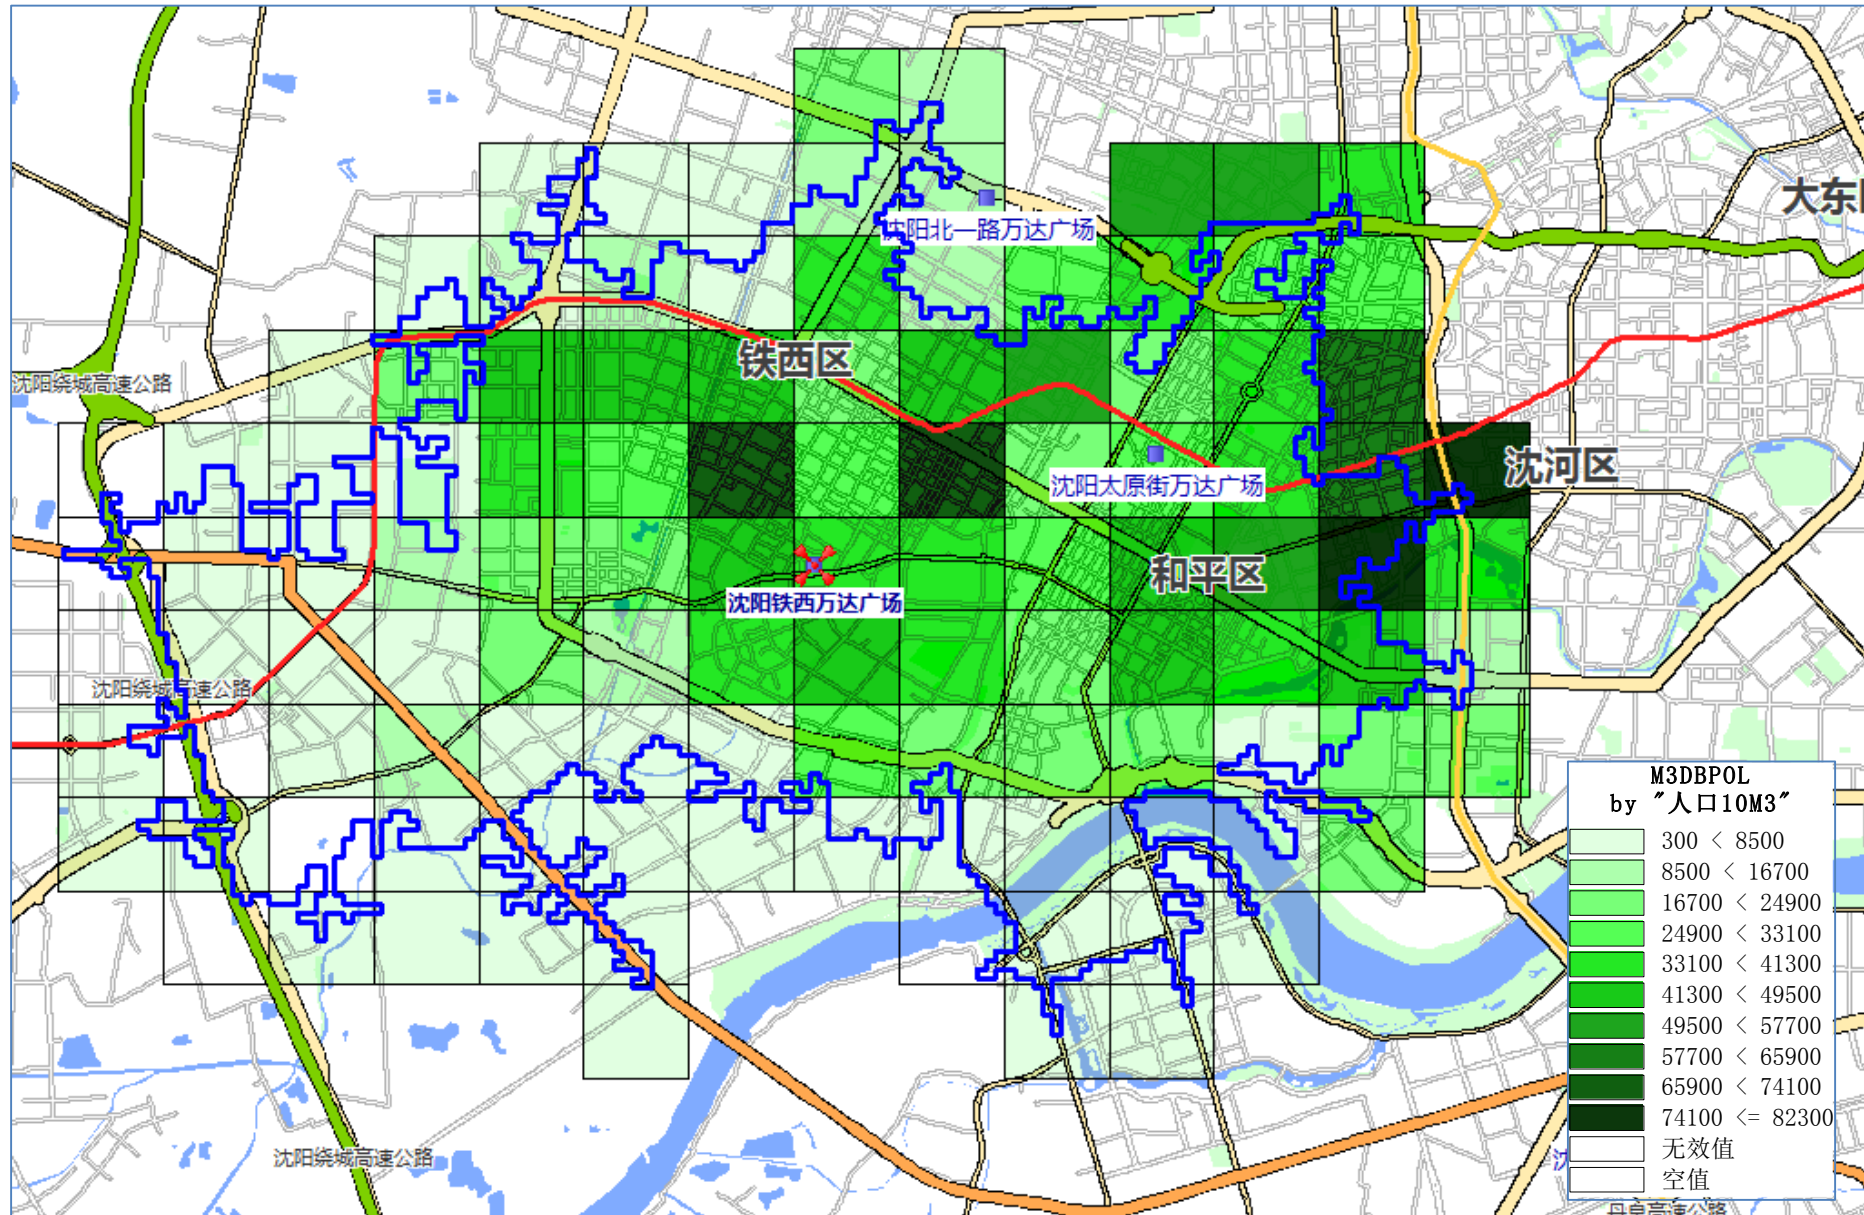 大东
沈阳北一路万达广场
铁西区
沈阳绕城高速公路
沈河区
沈阳太原街万达广场
和平区
沈阳铁西万达广场
沈阳绕城高速公路
M3DBPOL
by "人口10M3"
300 < 8500
8500 < 16700
16700 < 24900
24900 < 33100
33100 < 41300
41300 < 49500
49500 < 57700
57700 < 65900
65900 < 74100
74100 <= 82300
无效值
空值
沈阳绕城高速公路